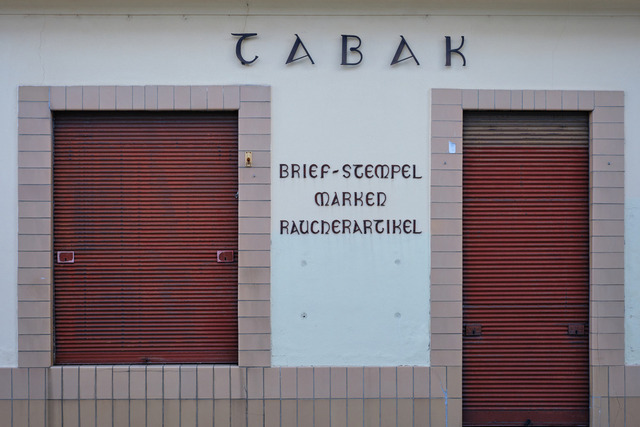 TABAK
BRIEF-STEMPEL
MARKEN
RAUCHERARTIKEL